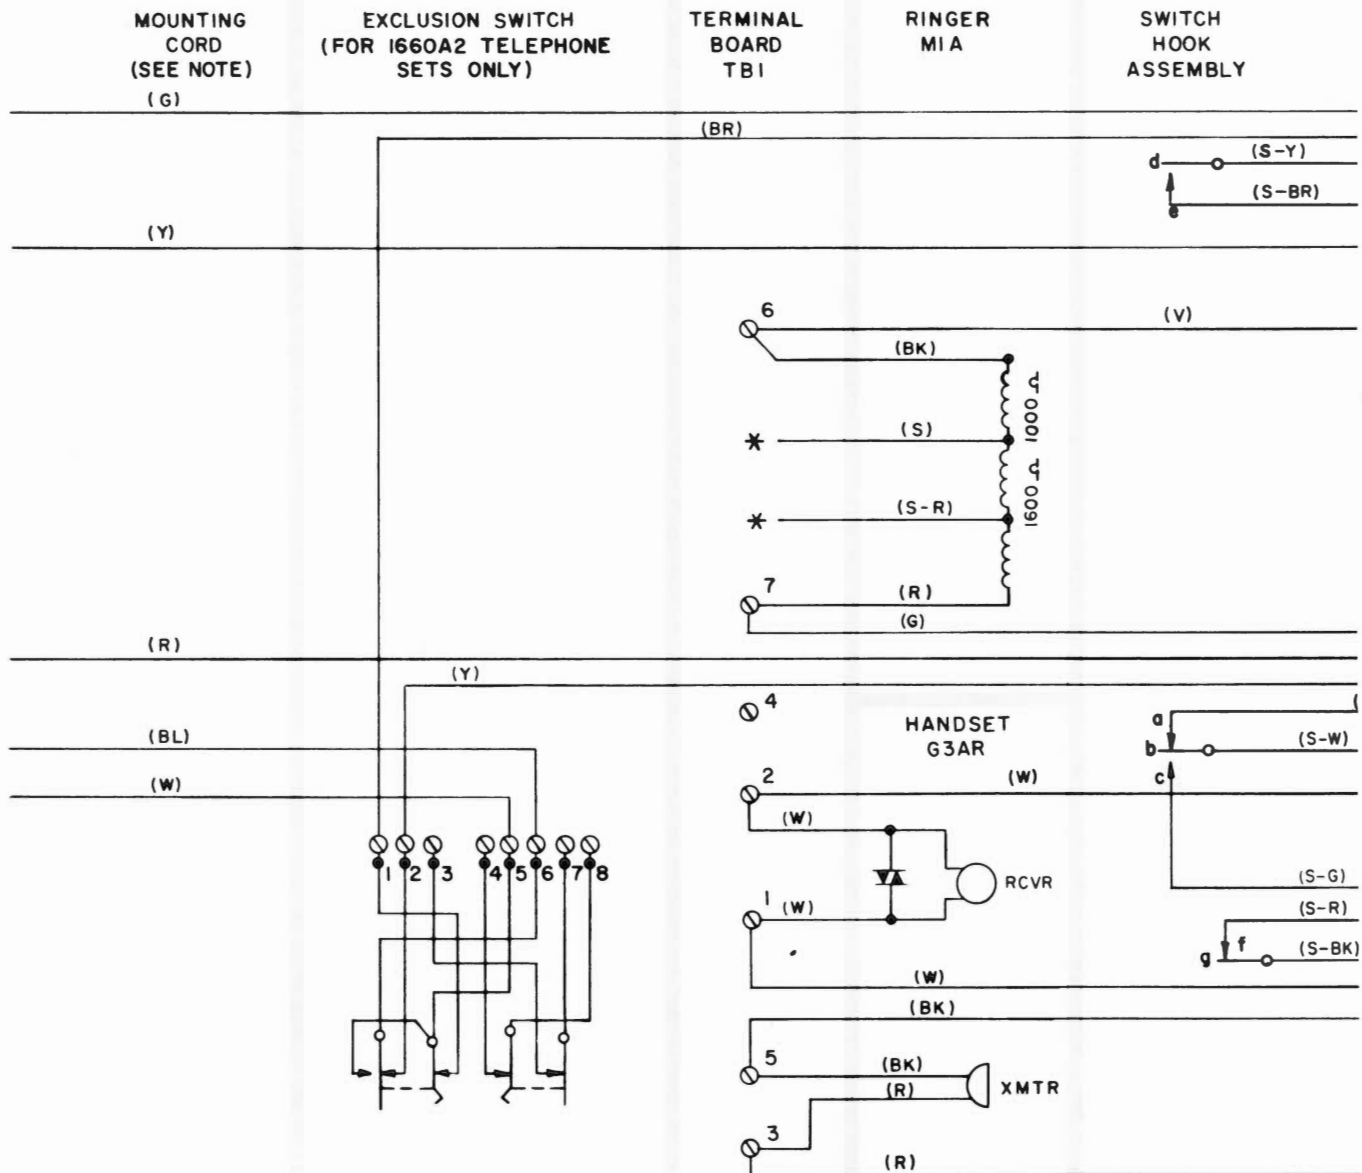 MOUNTING
CORD
(SEE NOTE)
EXCLUSION SWITCH
(FOR 1660A2 TELEPHONE
SETS ONLY)
TERMINAL
BOARD
TB1
RINGER
M1A
SWITCH
HOOK
ASSEMBLY
(G)
(BR)
d
(S-Y)
e
(S-BR)
(Y)
6
(V)
(BK)
1000
*
(S)
1600
*
(S-R)
7
(R)
(G)
(R)
(Y)
4
HANDSET
G3AR
a
(
b
(S-W)
c
(BL)
2
(W)
(W)
(W)
1 2 3 4 5 6 7 8
RCVR
1
(W)
(S-G)
(S-R)
g
f
(S-BK)
(W)
(BK)
5
(BK)
(R)
XMTR
3
(R)